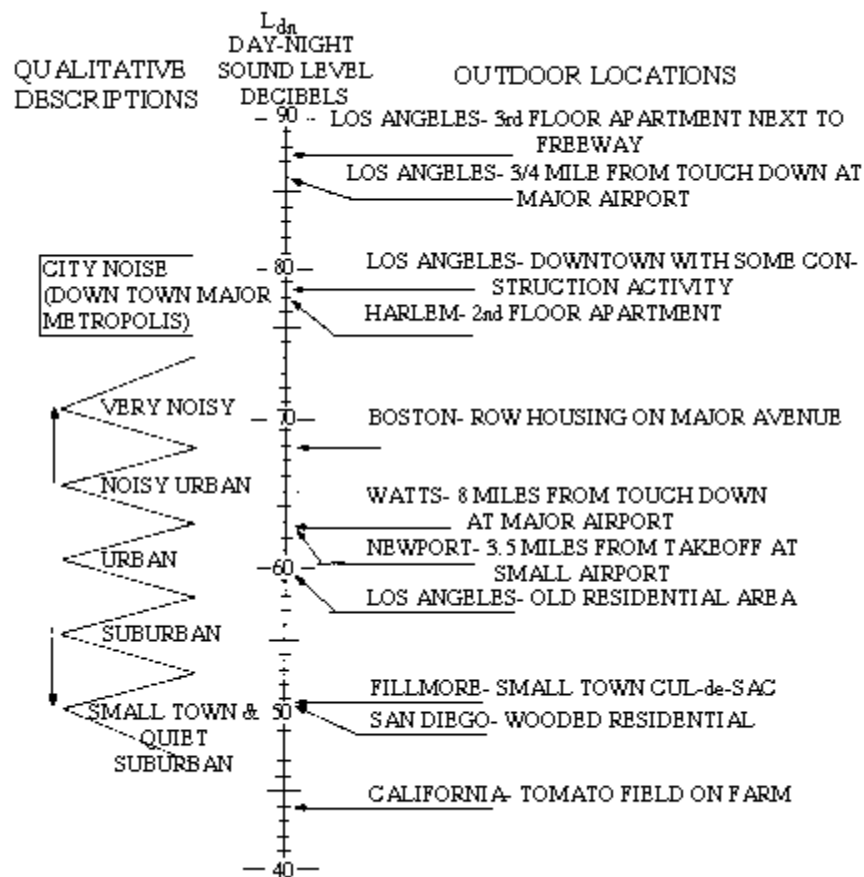 L_dn
DAY-NIGHT
SOUND LEVEL
DECIBELS
QUALITATIVE
DESCRIPTIONS
OUTDOOR LOCATIONS
90
LOS ANGELES- 3rd FLOOR APARTMENT NEXT TO
FREEWAY
LOS ANGELES- 3/4 MILE FROM TOUCH DOWN AT
MAJOR AIRPORT
CITY NOISE
(DOWN TOWN MAJOR
METROPOLIS)
80
LOS ANGELES- DOWNTOWN WITH SOME CON-
STRUCTION ACTIVITY
HARLEM- 2nd FLOOR APARTMENT
VERY NOISY
70
BOSTON- ROW HOUSING ON MAJOR AVENUE
NOISY URBAN
WATTS- 8 MILES FROM TOUCH DOWN
AT MAJOR AIRPORT
URBAN
60
NEWPORT- 3.5 MILES FROM TAKEOFF AT
SMALL AIRPORT
LOS ANGELES- OLD RESIDENTIAL AREA
SUBURBAN
FILLMORE- SMALL TOWN CUL-de-SAC
SMALL TOWN &
QUIET
SUBURBAN
50
SAN DIEGO- WOODED RESIDENTIAL
CALIFORNIA- TOMATO FIELD ON FARM
40